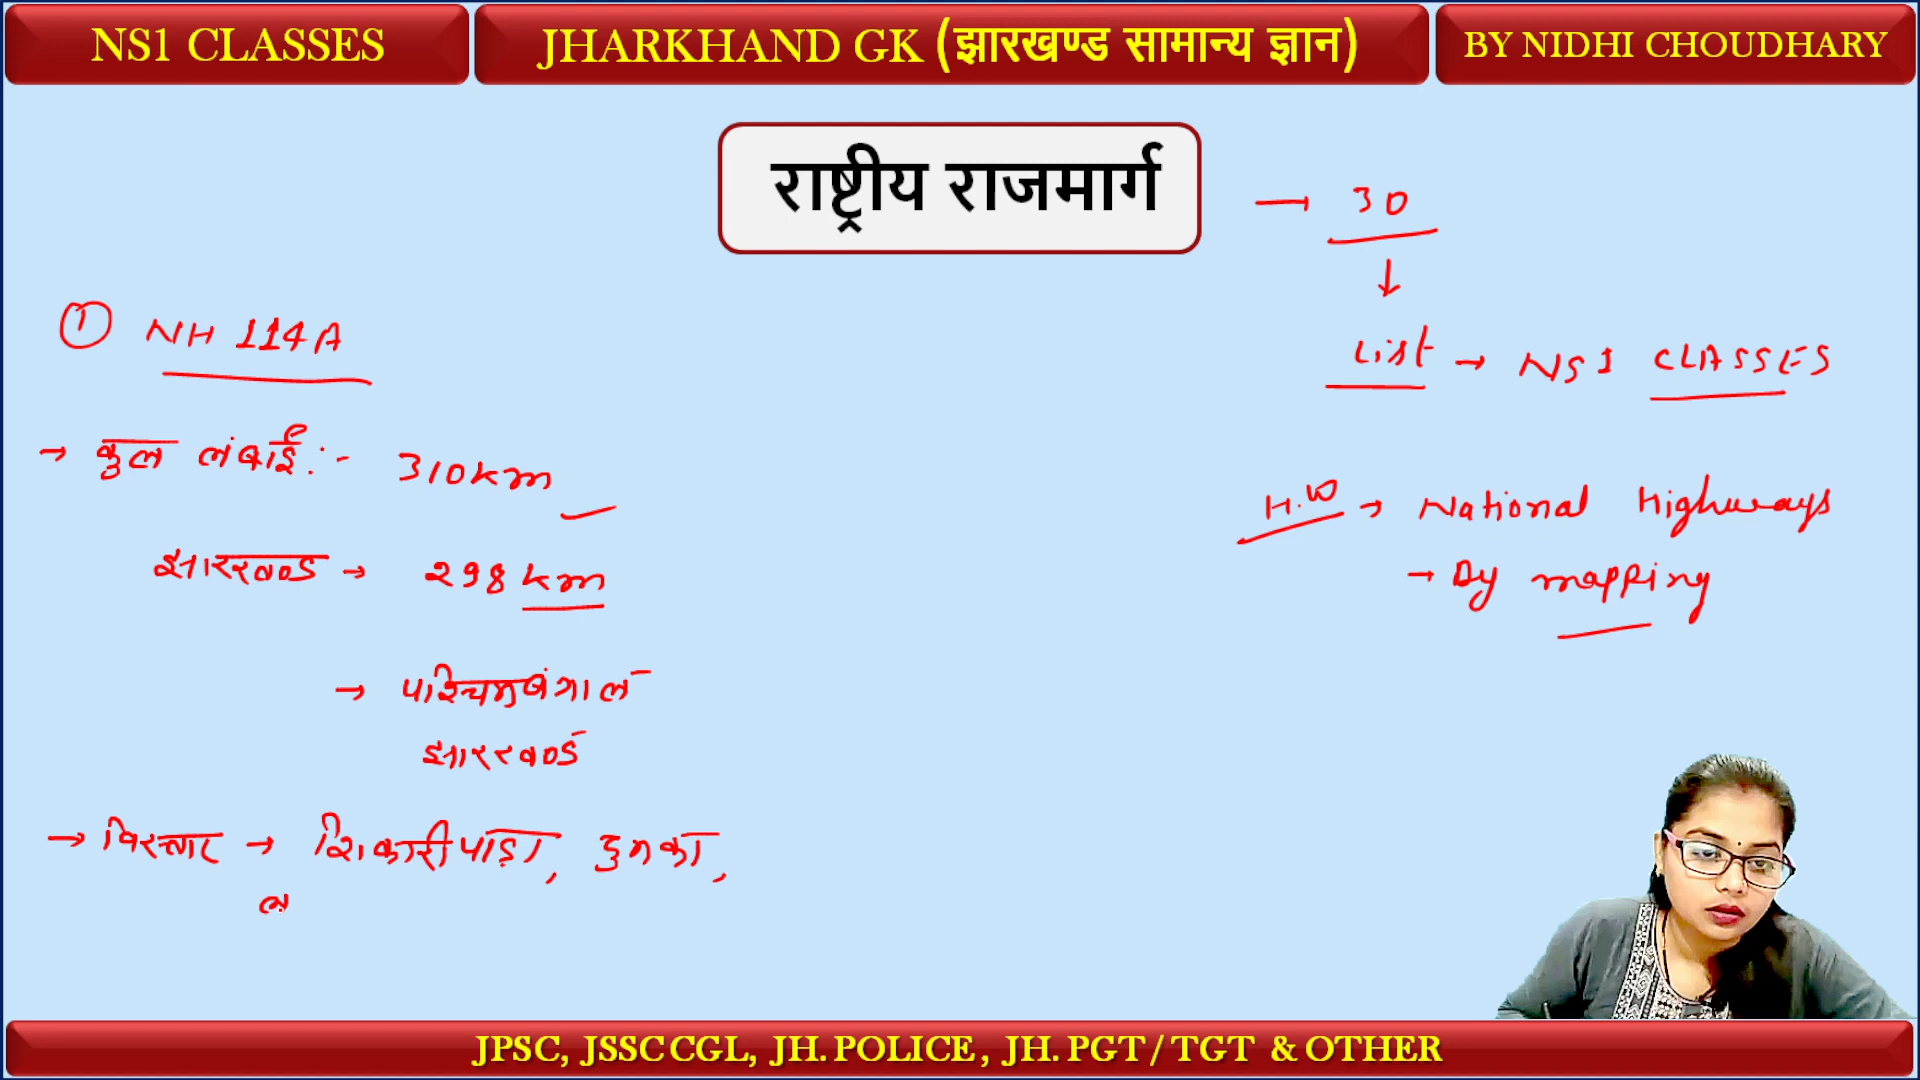 NS1 CLASSES
JHARKHAND GK (झारखण्ड सामान्य ज्ञान)
BY NIDHI CHOUDHARY
राष्ट्रीय राजमार्ग
→ 30
↓
List → NS1 CLASSES
H.W → National Highways
→ By mapping
① NH 114A
→ कुल लंबाई :- 310km
झारखण्ड → 298 km
→ पश्चिम बंगाल
झारखण्ड
→ विस्तार → शिकारीपाड़ा, दुमका,
JPSC, JSSC CGL, JH. POLICE, JH. PGT / TGT & OTHER